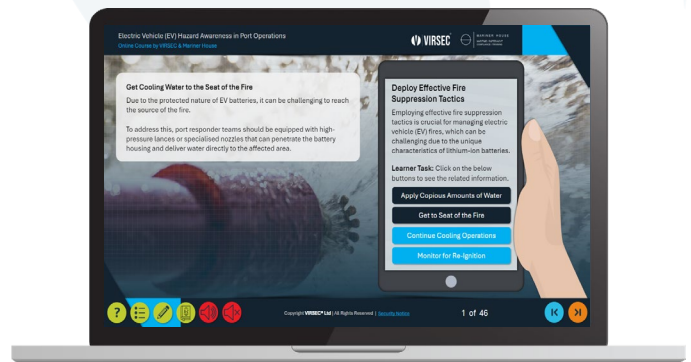 Electric Vehicle (EV) Hazard Awareness in Port Operations
Online Course by VIRSEC & Mariner House
VIRSEC
MARINER HOUSE
Get Cooling Water to the Seat of the Fire
Due to the protected nature of EV batteries, it can be challenging to reach
the source of the fire.
To address this, port responder teams should be equipped with high-
pressure lances or specialised nozzles that can penetrate the battery
housing and deliver water directly to the affected area.
Deploy Effective Fire
Suppression Tactics
Employing effective fire suppression
tactics is crucial for managing electric
vehicle (EV) fires, which can be
challenging due to the unique
characteristics of lithium-ion batteries.
Learner Task: Click on the below
buttons to see the related information.
Apply Copious Amounts of Water
Get to Seat of the Fire
Continue Cooling Operations
Monitor for Re-Ignition
?
Copyright VIRSEC® Ltd | All Rights Reserved | Security Notice
1 of 46